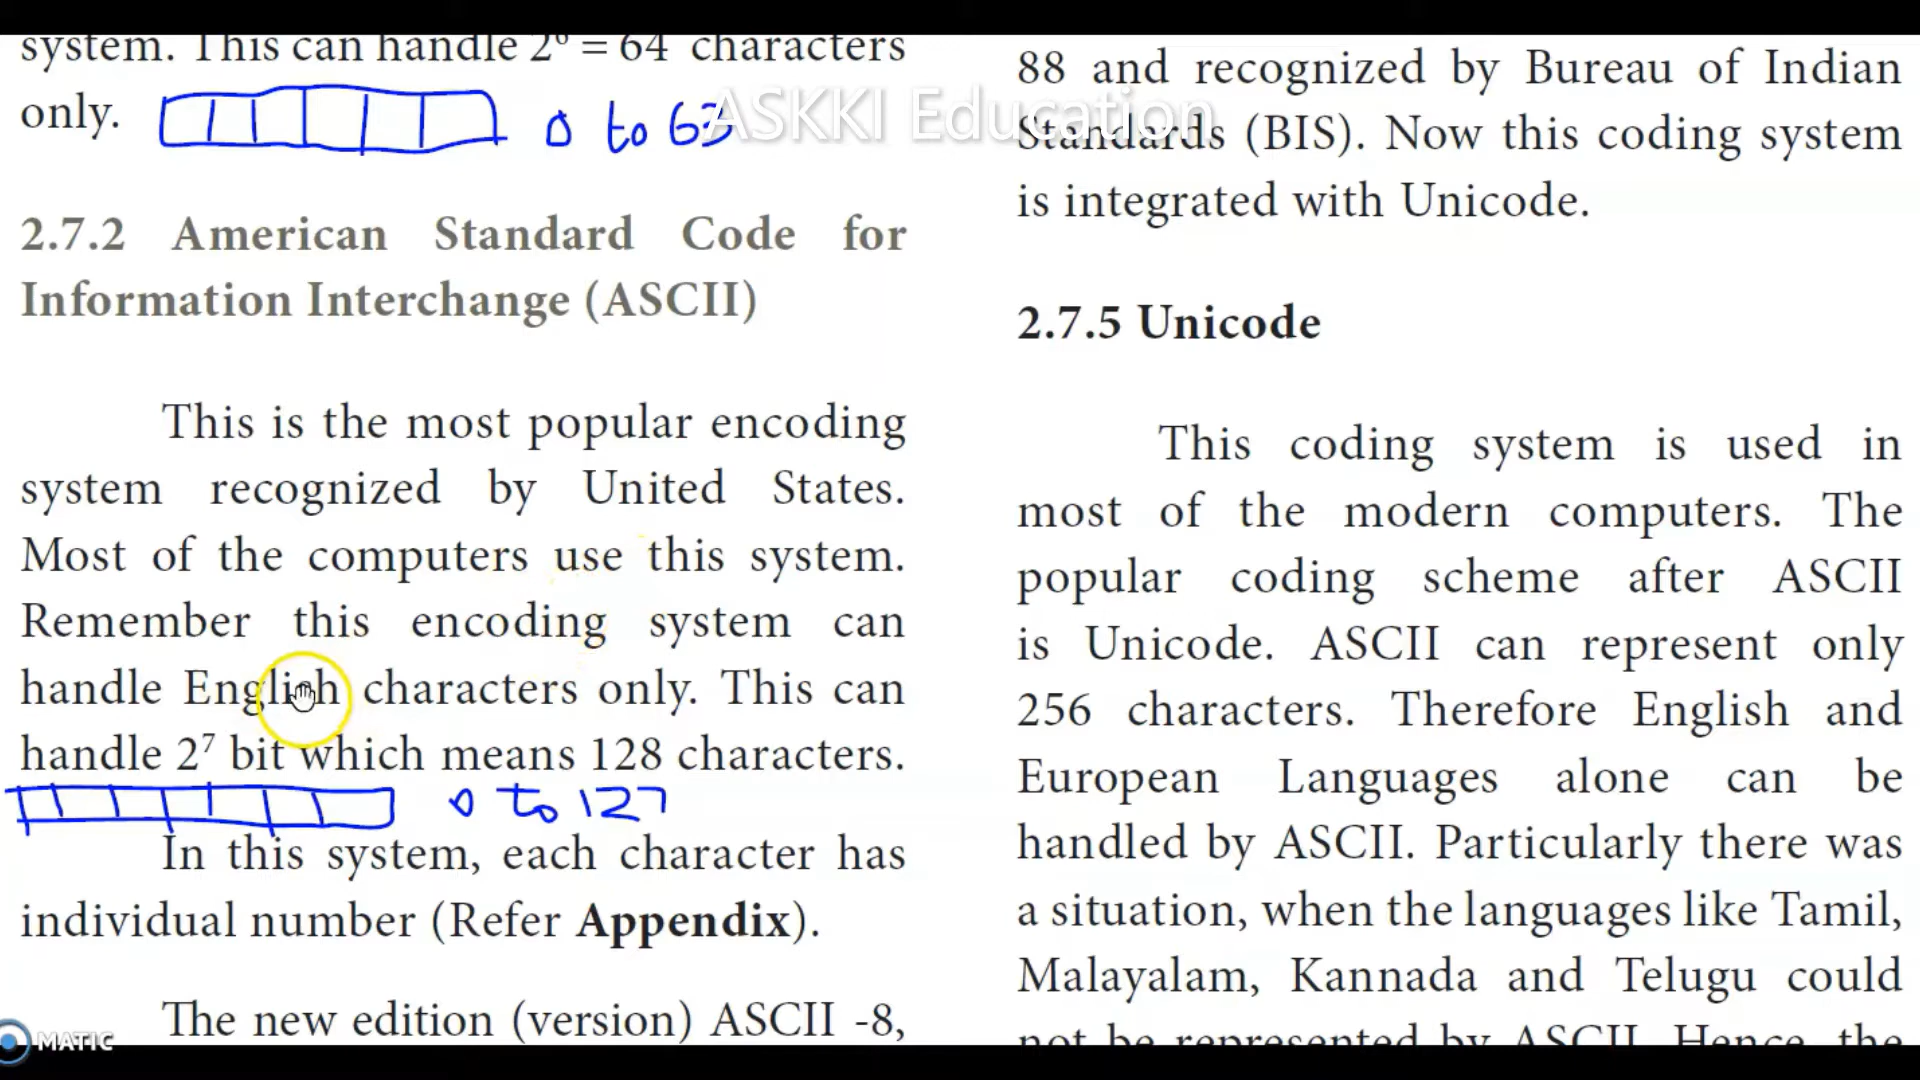 system. This can handle 2⁶ = 64 characters
only.
0 to 63
2.7.2 American Standard Code for
Information Interchange (ASCII)
This is the most popular encoding
system recognized by United States.
Most of the computers use this system.
Remember this encoding system can
handle English characters only. This can
handle 2⁷ bit which means 128 characters.
0 to 127
In this system, each character has
individual number (Refer Appendix).
The new edition (version) ASCII -8,
MATIC
ASKKI Education
88 and recognized by Bureau of Indian
Standards (BIS). Now this coding system
is integrated with Unicode.
2.7.5 Unicode
This coding system is used in
most of the modern computers. The
popular coding scheme after ASCII
is Unicode. ASCII can represent only
256 characters. Therefore English and
European Languages alone can be
handled by ASCII. Particularly there was
a situation, when the languages like Tamil,
Malayalam, Kannada and Telugu could
not be represented by ASCII. Hence, the